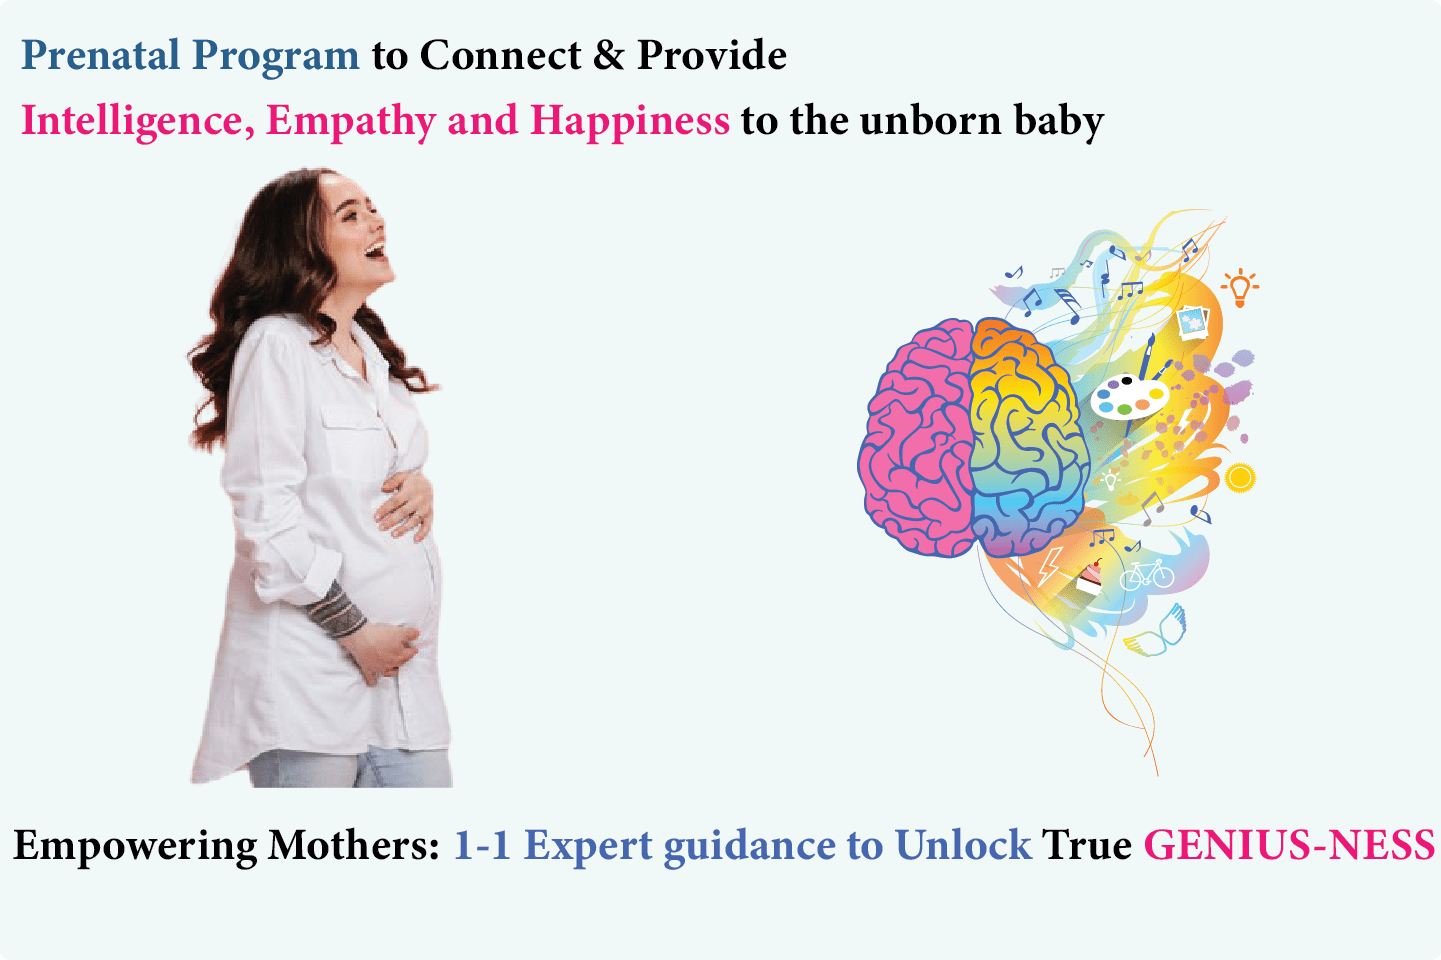 Prenatal Program to Connect & Provide
Intelligence, Empathy and Happiness to the unborn baby
Empowering Mothers: 1-1 Expert guidance to Unlock True GENIUS-NESS